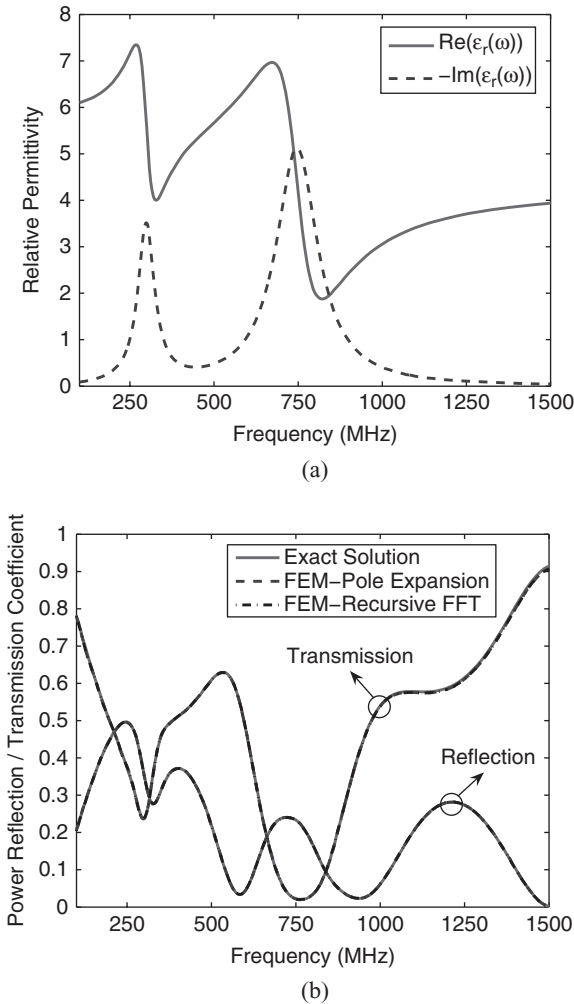 8
7
6
5
4
3
2
1
0
Relative Permittivity
Re(εr(ω))
−Im(εr(ω))
250
500
750
1000
1250
1500
Frequency (MHz)
(a)
1
0.9
0.8
0.7
0.6
0.5
0.4
0.3
0.2
0.1
0
Power Reflection / Transmission Coefficient
Exact Solution
FEM−Pole Expansion
FEM−Recursive FFT
Transmission
Reflection
250
500
750
1000
1250
1500
Frequency (MHz)
(b)